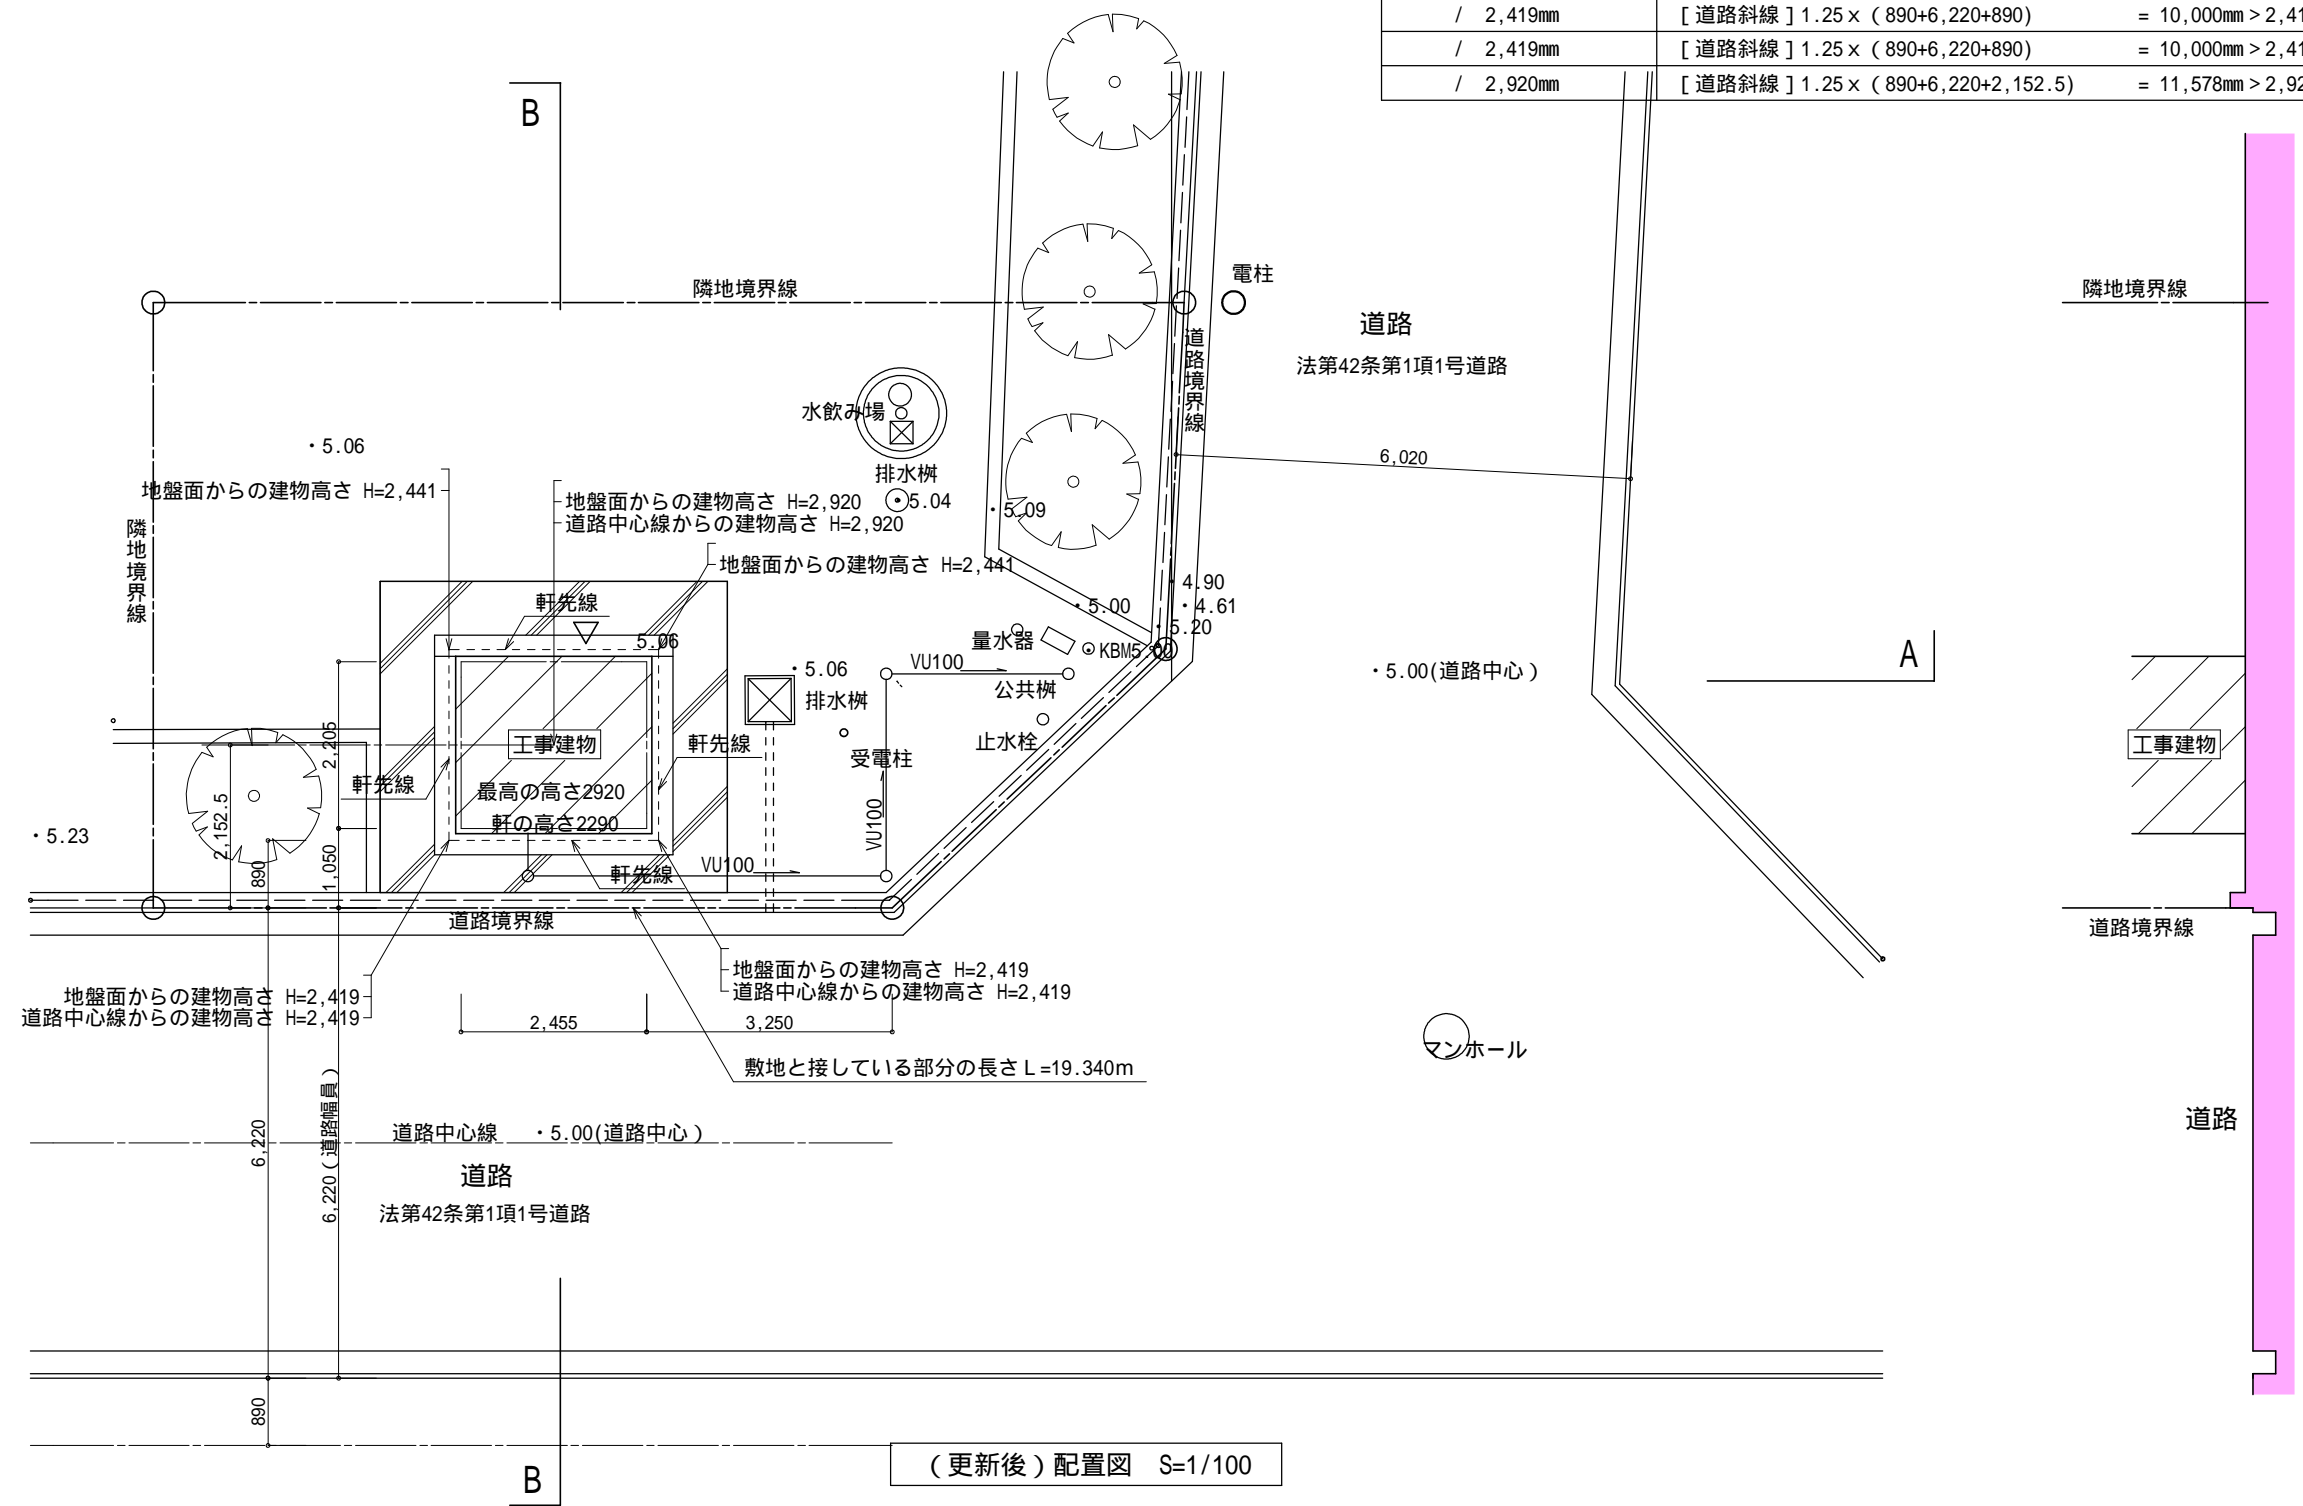 / 2,419mm [道路斜線] 1.25 x (890+6,220+890) = 10,000mm > 2,41
/ 2,419mm [道路斜線] 1.25 x (890+6,220+890) = 10,000mm > 2,41
/ 2,920mm [道路斜線] 1.25 x (890+6,220+2,152.5) = 11,578mm > 2,92
B
隣地境界線
電柱
隣地境界線
道路
法第42条第1項1号道路
道路境界線
水飲み場
・5.06
6,020
排水桝
地盤面からの建物高さ H=2,441
地盤面からの建物高さ H=2,920
・5.04
道路中心線からの建物高さ H=2,920
・5.09
隣地境界線
地盤面からの建物高さ H=2,441
4.90
軒先線
・5.00
・4.61
5.20
5.06
量水器
KBM5.00
A
・5.06
VU100
・5.00(道路中心)
公共桝
排水桝
2,205
工事建物
軒先線
止水栓
工事建物
受電柱
軒先線
最高の高さ2920
軒の高さ2290
・5.23
2,152.5
890
1,050
VU100
VU100
軒先線
道路境界線
道路境界線
地盤面からの建物高さ H=2,419
道路中心線からの建物高さ H=2,419
地盤面からの建物高さ H=2,419
道路中心線からの建物高さ H=2,419
2,455
3,250
マンホール
敷地と接している部分の長さL=19.340m
道路
6,220
6,220(道路幅員)
道路中心線 ・5.00(道路中心)
道路
法第42条第1項1号道路
890
B
(更新後)配置図 S=1/100